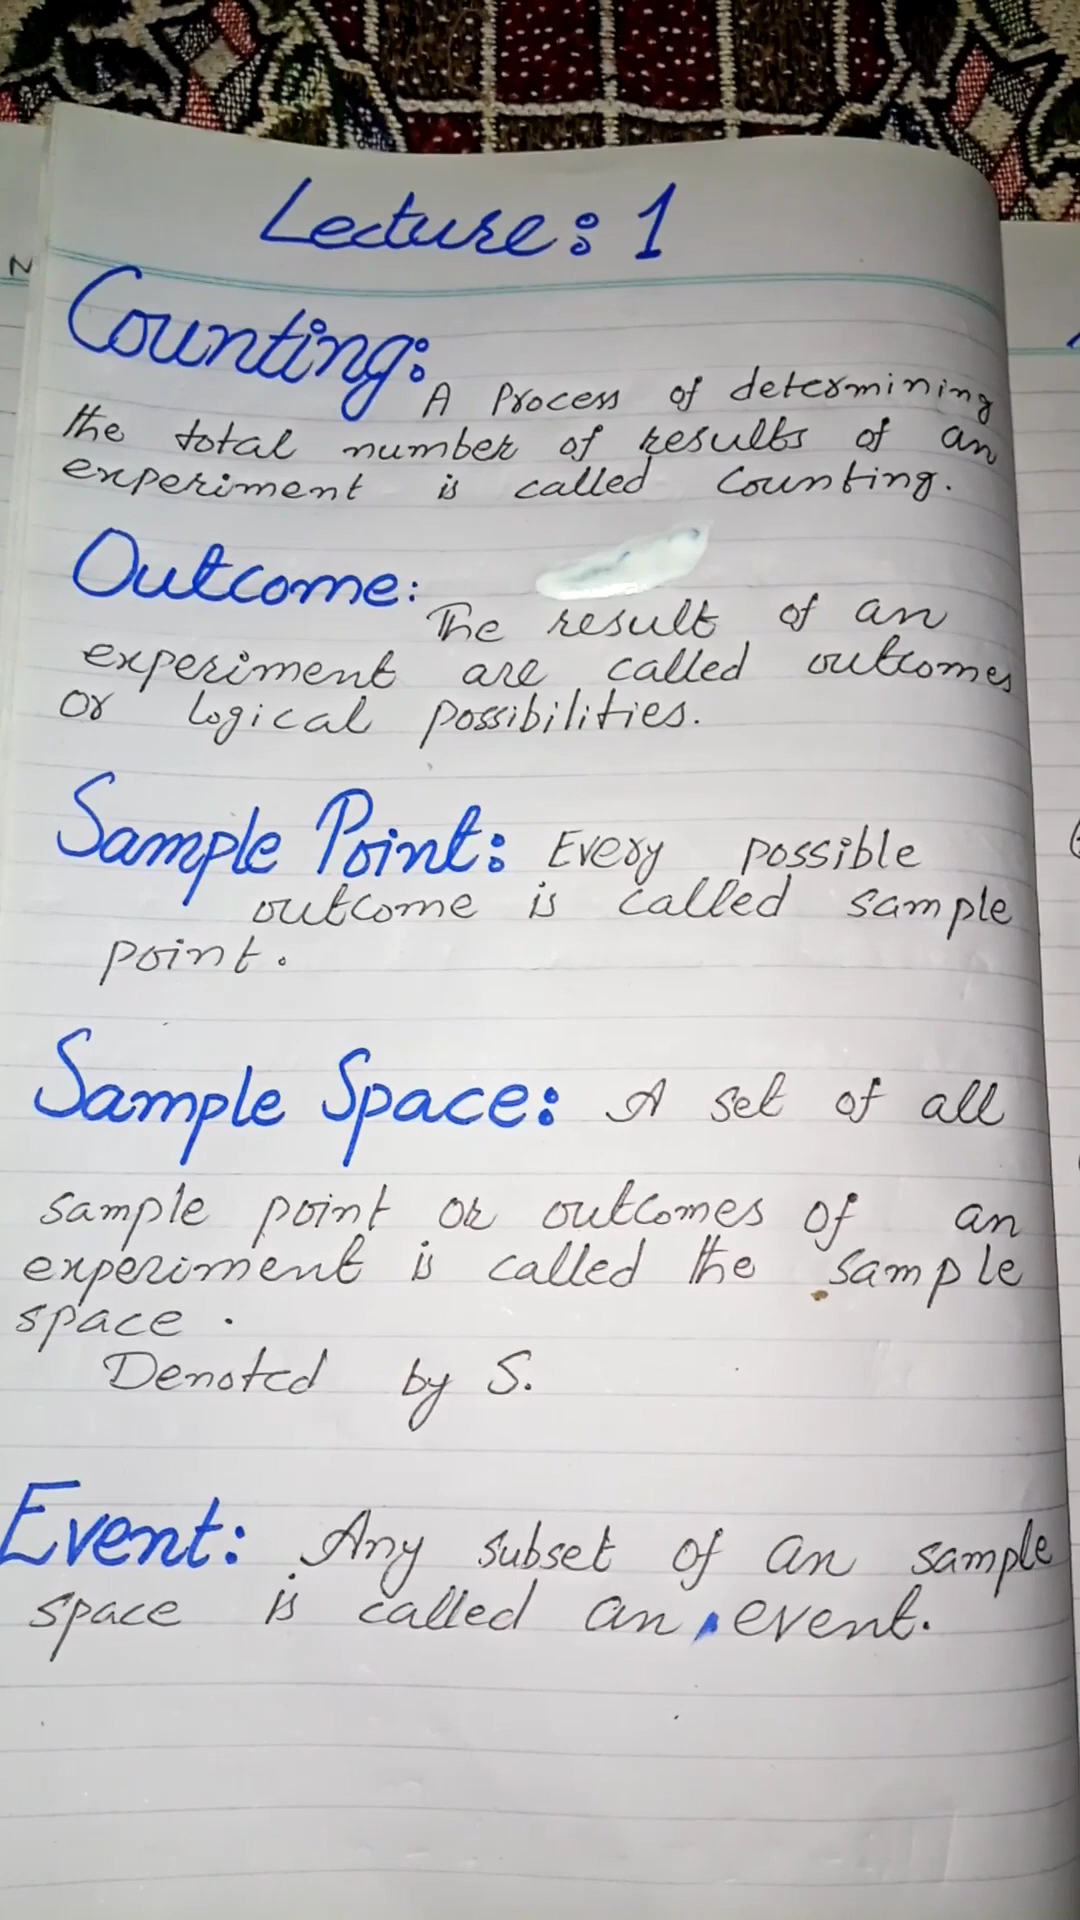 Lecture: 1
Counting:
A Process of determining
the total number of results of an
experiment is called Counting.
Outcome:
The result of an
experiment are called outcomes
or logical possibilities.
Sample Point: Every possible
outcome is called sample
point.
Sample Space: A set of all
sample point or outcomes of an
experiment is called the sample
space.
Denoted by S.
Event: Any subset of an sample
space is called an event.